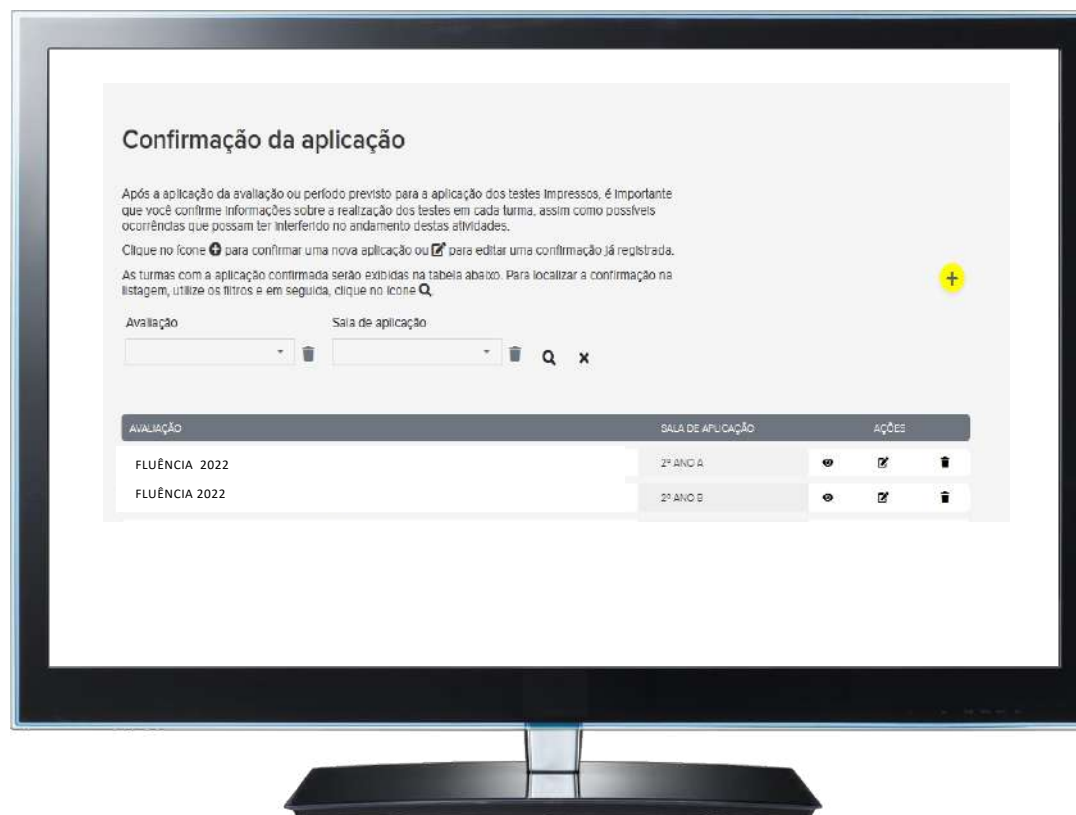 Confirmação da aplicação
Após a aplicação da avaliação ou período previsto para a aplicação dos testes impressos, é importante
que você confirme informações sobre a realização dos testes em cada turma, assim como possíveis
ocorrências que possam ter interferido no andamento destas atividades.
Clique no ícone para confirmar uma nova aplicação ou para editar uma confirmação já registrada.
As turmas com a aplicação confirmada serão exibidas na tabela abaixo. Para localizar a confirmação na
listagem, utilize os filtros e em seguida, clique no ícone
Avaliação Sala de aplicação
AVALIAÇÃO SALA DE APLICAÇÃO AÇÕES
FLUÊNCIA 2022 2º ANO A
FLUÊNCIA 2022 2º ANO B